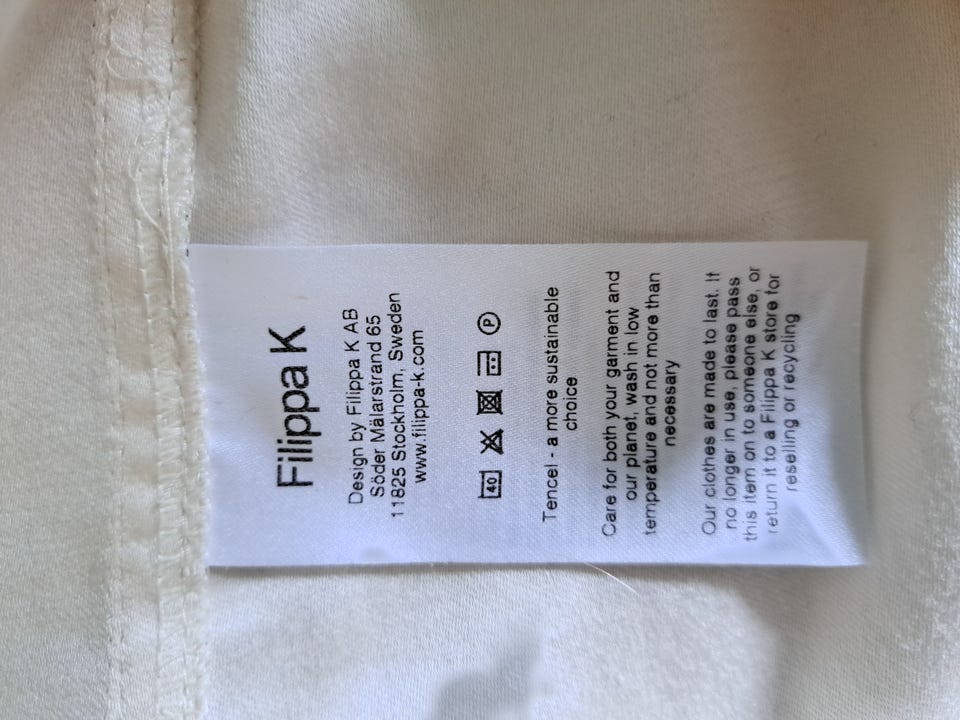 Filippa K
Design by Filippa K AB
Söder Mälarstrand 65
11825 Stockholm, Sweden
www.filippa-k.com
40 P
Tencel - a more sustainable
choice
Care for both your garment and
our planet, wash in low
temperature and not more than
necessary
Our clothes are made to last. If
no longer in use, please pass
this item on to someone else, or
return it to a Filippa K store for
reselling or recycling